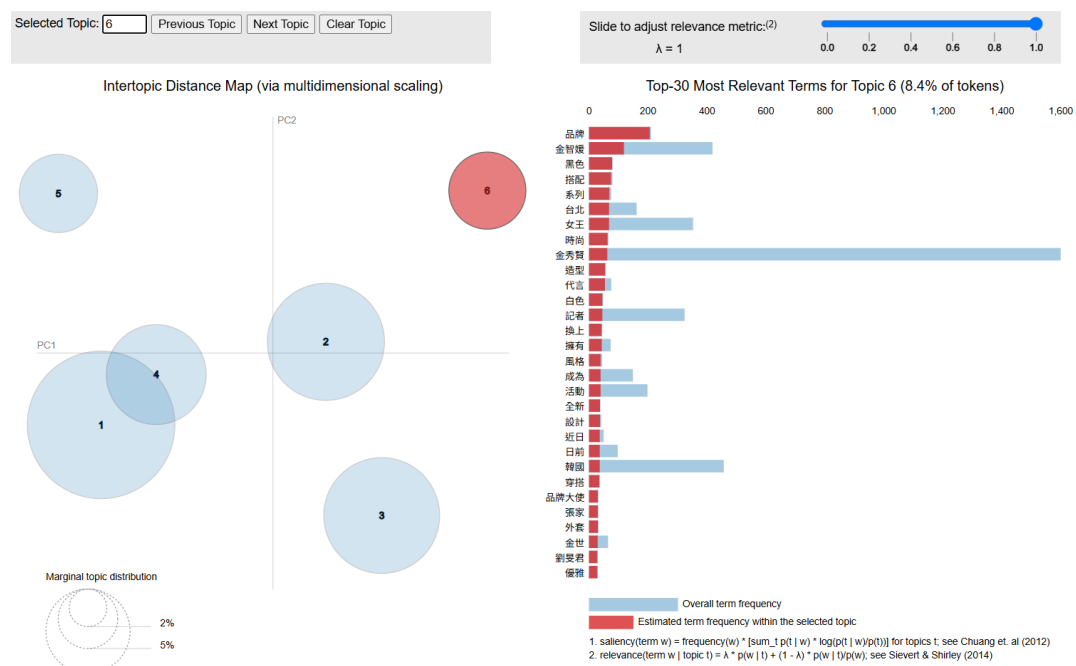 Selected Topic: 6 Previous Topic Next Topic Clear Topic
Slide to adjust relevance metric:(2)
λ = 1
0.0 0.2 0.4 0.6 0.8 1.0
Intertopic Distance Map (via multidimensional scaling)
PC2
PC1
5
6
2
4
1
3
Marginal topic distribution
2%
5%
Top-30 Most Relevant Terms for Topic 6 (8.4% of tokens)
0 200 400 600 800 1,000 1,200 1,400 1,600
品牌
金智媛
黑色
搭配
系列
台北
女王
時尚
金秀賢
造型
代言
白色
記者
換上
擁有
風格
成為
活動
全新
設計
近日
日前
韓國
穿搭
品牌大使
張家
外套
金世
劉旻君
優雅
Overall term frequency
Estimated term frequency within the selected topic
1. saliency(term w) = frequency(w) * [sum_t p(t | w) * log(p(t | w)/p(t))] for topics t; see Chuang et. al (2012)
2. relevance(term w | topic t) = λ * p(w | t) + (1 - λ) * p(w | t)/p(w); see Sievert & Shirley (2014)